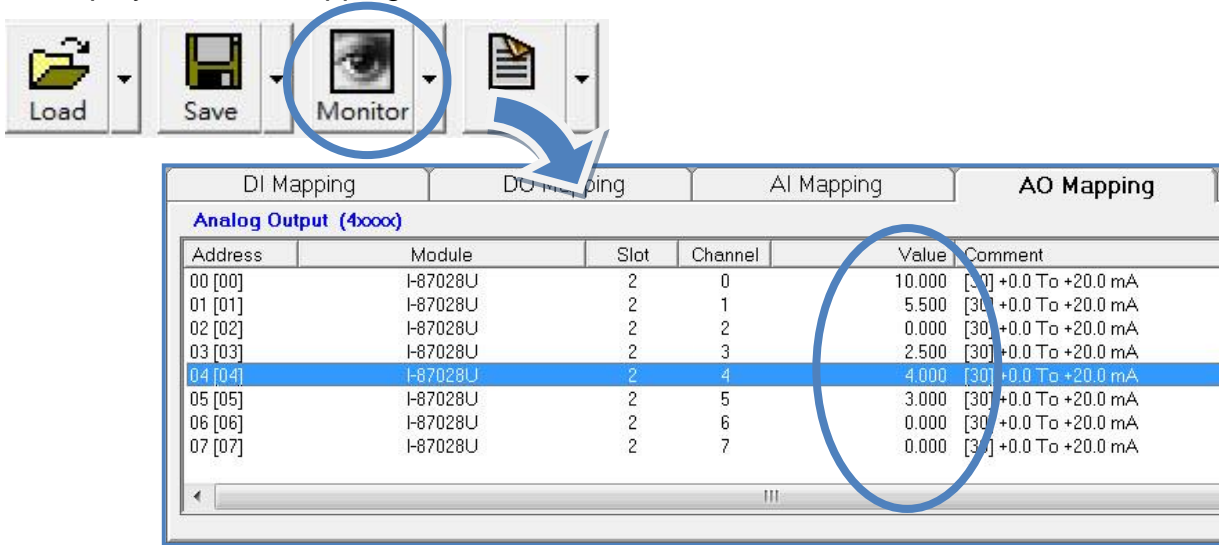 Load Save Monitor
DI Mapping DO Mapping AI Mapping AO Mapping
Analog Output (4xxxx)
Address Module Slot Channel Value Comment
00 [00] I-87028U 2 0 10.000 [30] +0.0 To +20.0 mA
01 [01] I-87028U 2 1 5.500 [30] +0.0 To +20.0 mA
02 [02] I-87028U 2 2 0.000 [30] +0.0 To +20.0 mA
03 [03] I-87028U 2 3 2.500 [30] +0.0 To +20.0 mA
04 [04] I-87028U 2 4 4.000 [30] +0.0 To +20.0 mA
05 [05] I-87028U 2 5 3.000 [30] +0.0 To +20.0 mA
06 [06] I-87028U 2 6 0.000 [30] +0.0 To +20.0 mA
07 [07] I-87028U 2 7 0.000 [30] +0.0 To +20.0 mA